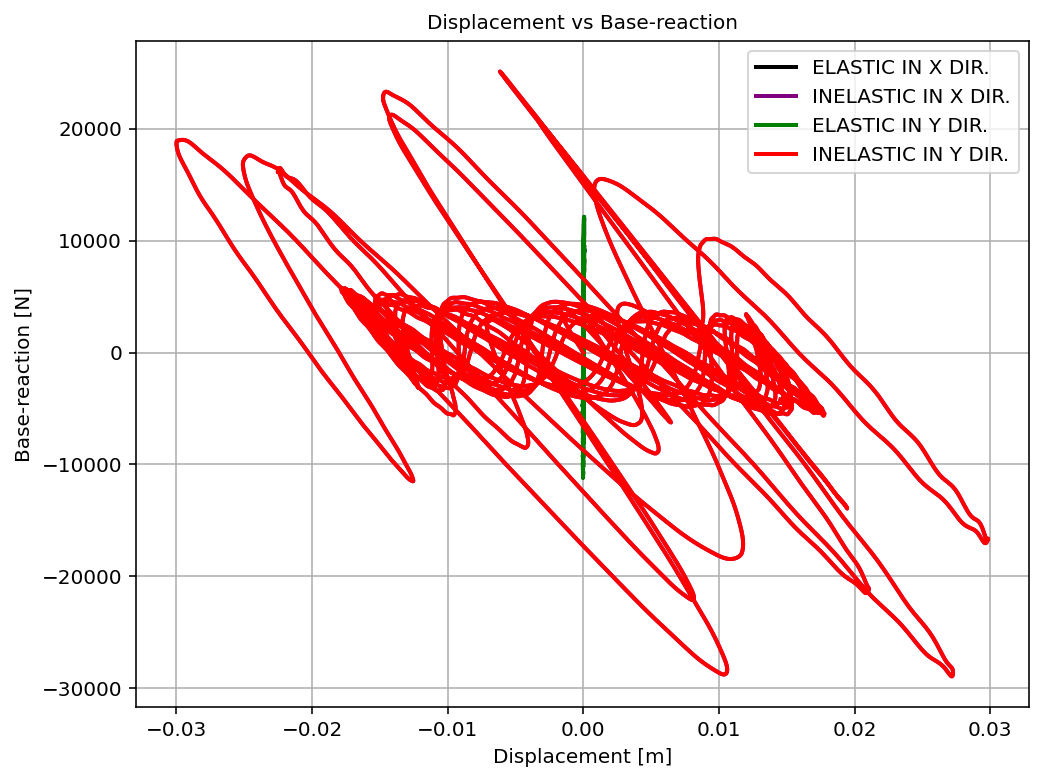 Displacement vs Base-reaction
ELASTIC IN X DIR.
INELASTIC IN X DIR.
ELASTIC IN Y DIR.
INELASTIC IN Y DIR.
20000
10000
0
−10000
−20000
−30000
Base-reaction [N]
−0.03 −0.02 −0.01 0.00 0.01 0.02 0.03
Displacement [m]